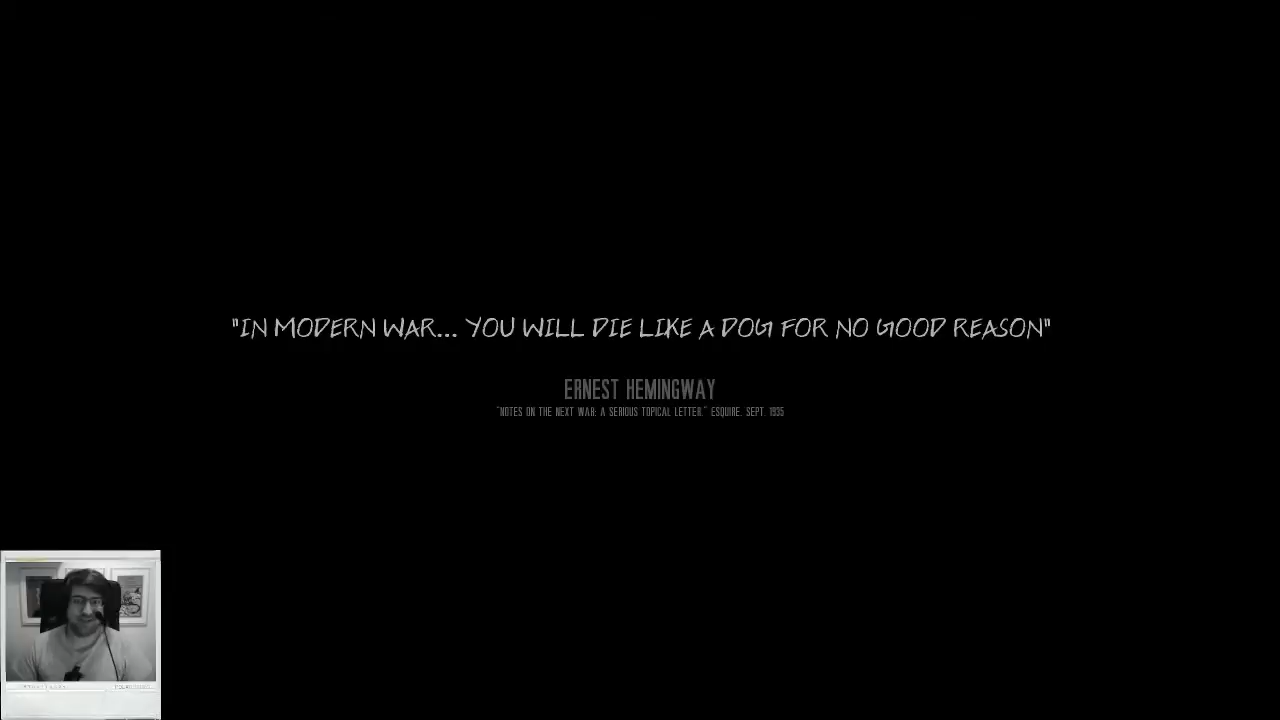 "IN MODERN WAR... YOU WILL DIE LIKE A DOG FOR NO GOOD REASON"
ERNEST HEMINGWAY
"NOTES ON THE NEXT WAR: A SERIOUS TOPICAL LETTER." ESQUIRE. SEPT. 1935